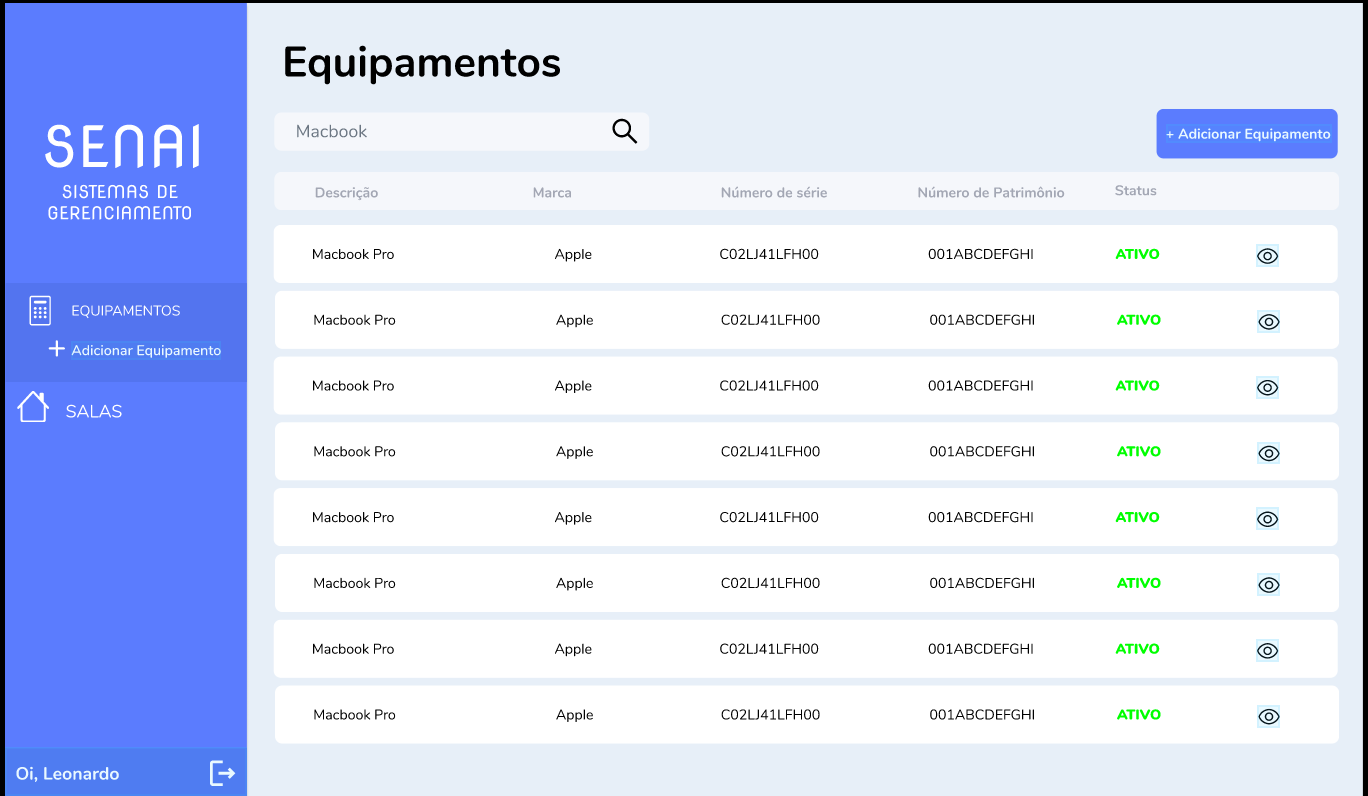 SENAI
SISTEMAS DE
GERENCIAMENTO
EQUIPAMENTOS
Adicionar Equipamento
SALAS
Oi, Leonardo
Equipamentos
Macbook
+ Adicionar Equipamento
Descrição Marca Número de série Número de Patrimônio Status
Macbook Pro Apple C02LJ41LFH00 001ABCDEFGHI ATIVO
Macbook Pro Apple C02LJ41LFH00 001ABCDEFGHI ATIVO
Macbook Pro Apple C02LJ41LFH00 001ABCDEFGHI ATIVO
Macbook Pro Apple C02LJ41LFH00 001ABCDEFGHI ATIVO
Macbook Pro Apple C02LJ41LFH00 001ABCDEFGHI ATIVO
Macbook Pro Apple C02LJ41LFH00 001ABCDEFGHI ATIVO
Macbook Pro Apple C02LJ41LFH00 001ABCDEFGHI ATIVO
Macbook Pro Apple C02LJ41LFH00 001ABCDEFGHI ATIVO